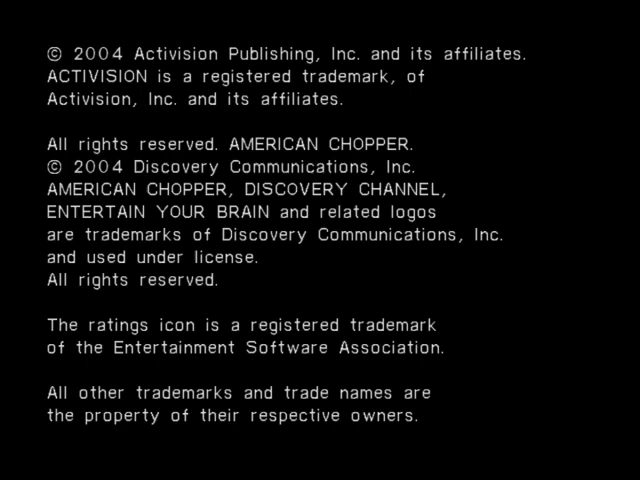 © 2004 Activision Publishing, Inc. and its affiliates.
ACTIVISION is a registered trademark, of
Activision, Inc. and its affiliates.
All rights reserved. AMERICAN CHOPPER.
© 2004 Discovery Communications, Inc.
AMERICAN CHOPPER, DISCOVERY CHANNEL,
ENTERTAIN YOUR BRAIN and related logos
are trademarks of Discovery Communications, Inc.
and used under license.
All rights reserved.
The ratings icon is a registered trademark
of the Entertainment Software Association.
All other trademarks and trade names are
the property of their respective owners.